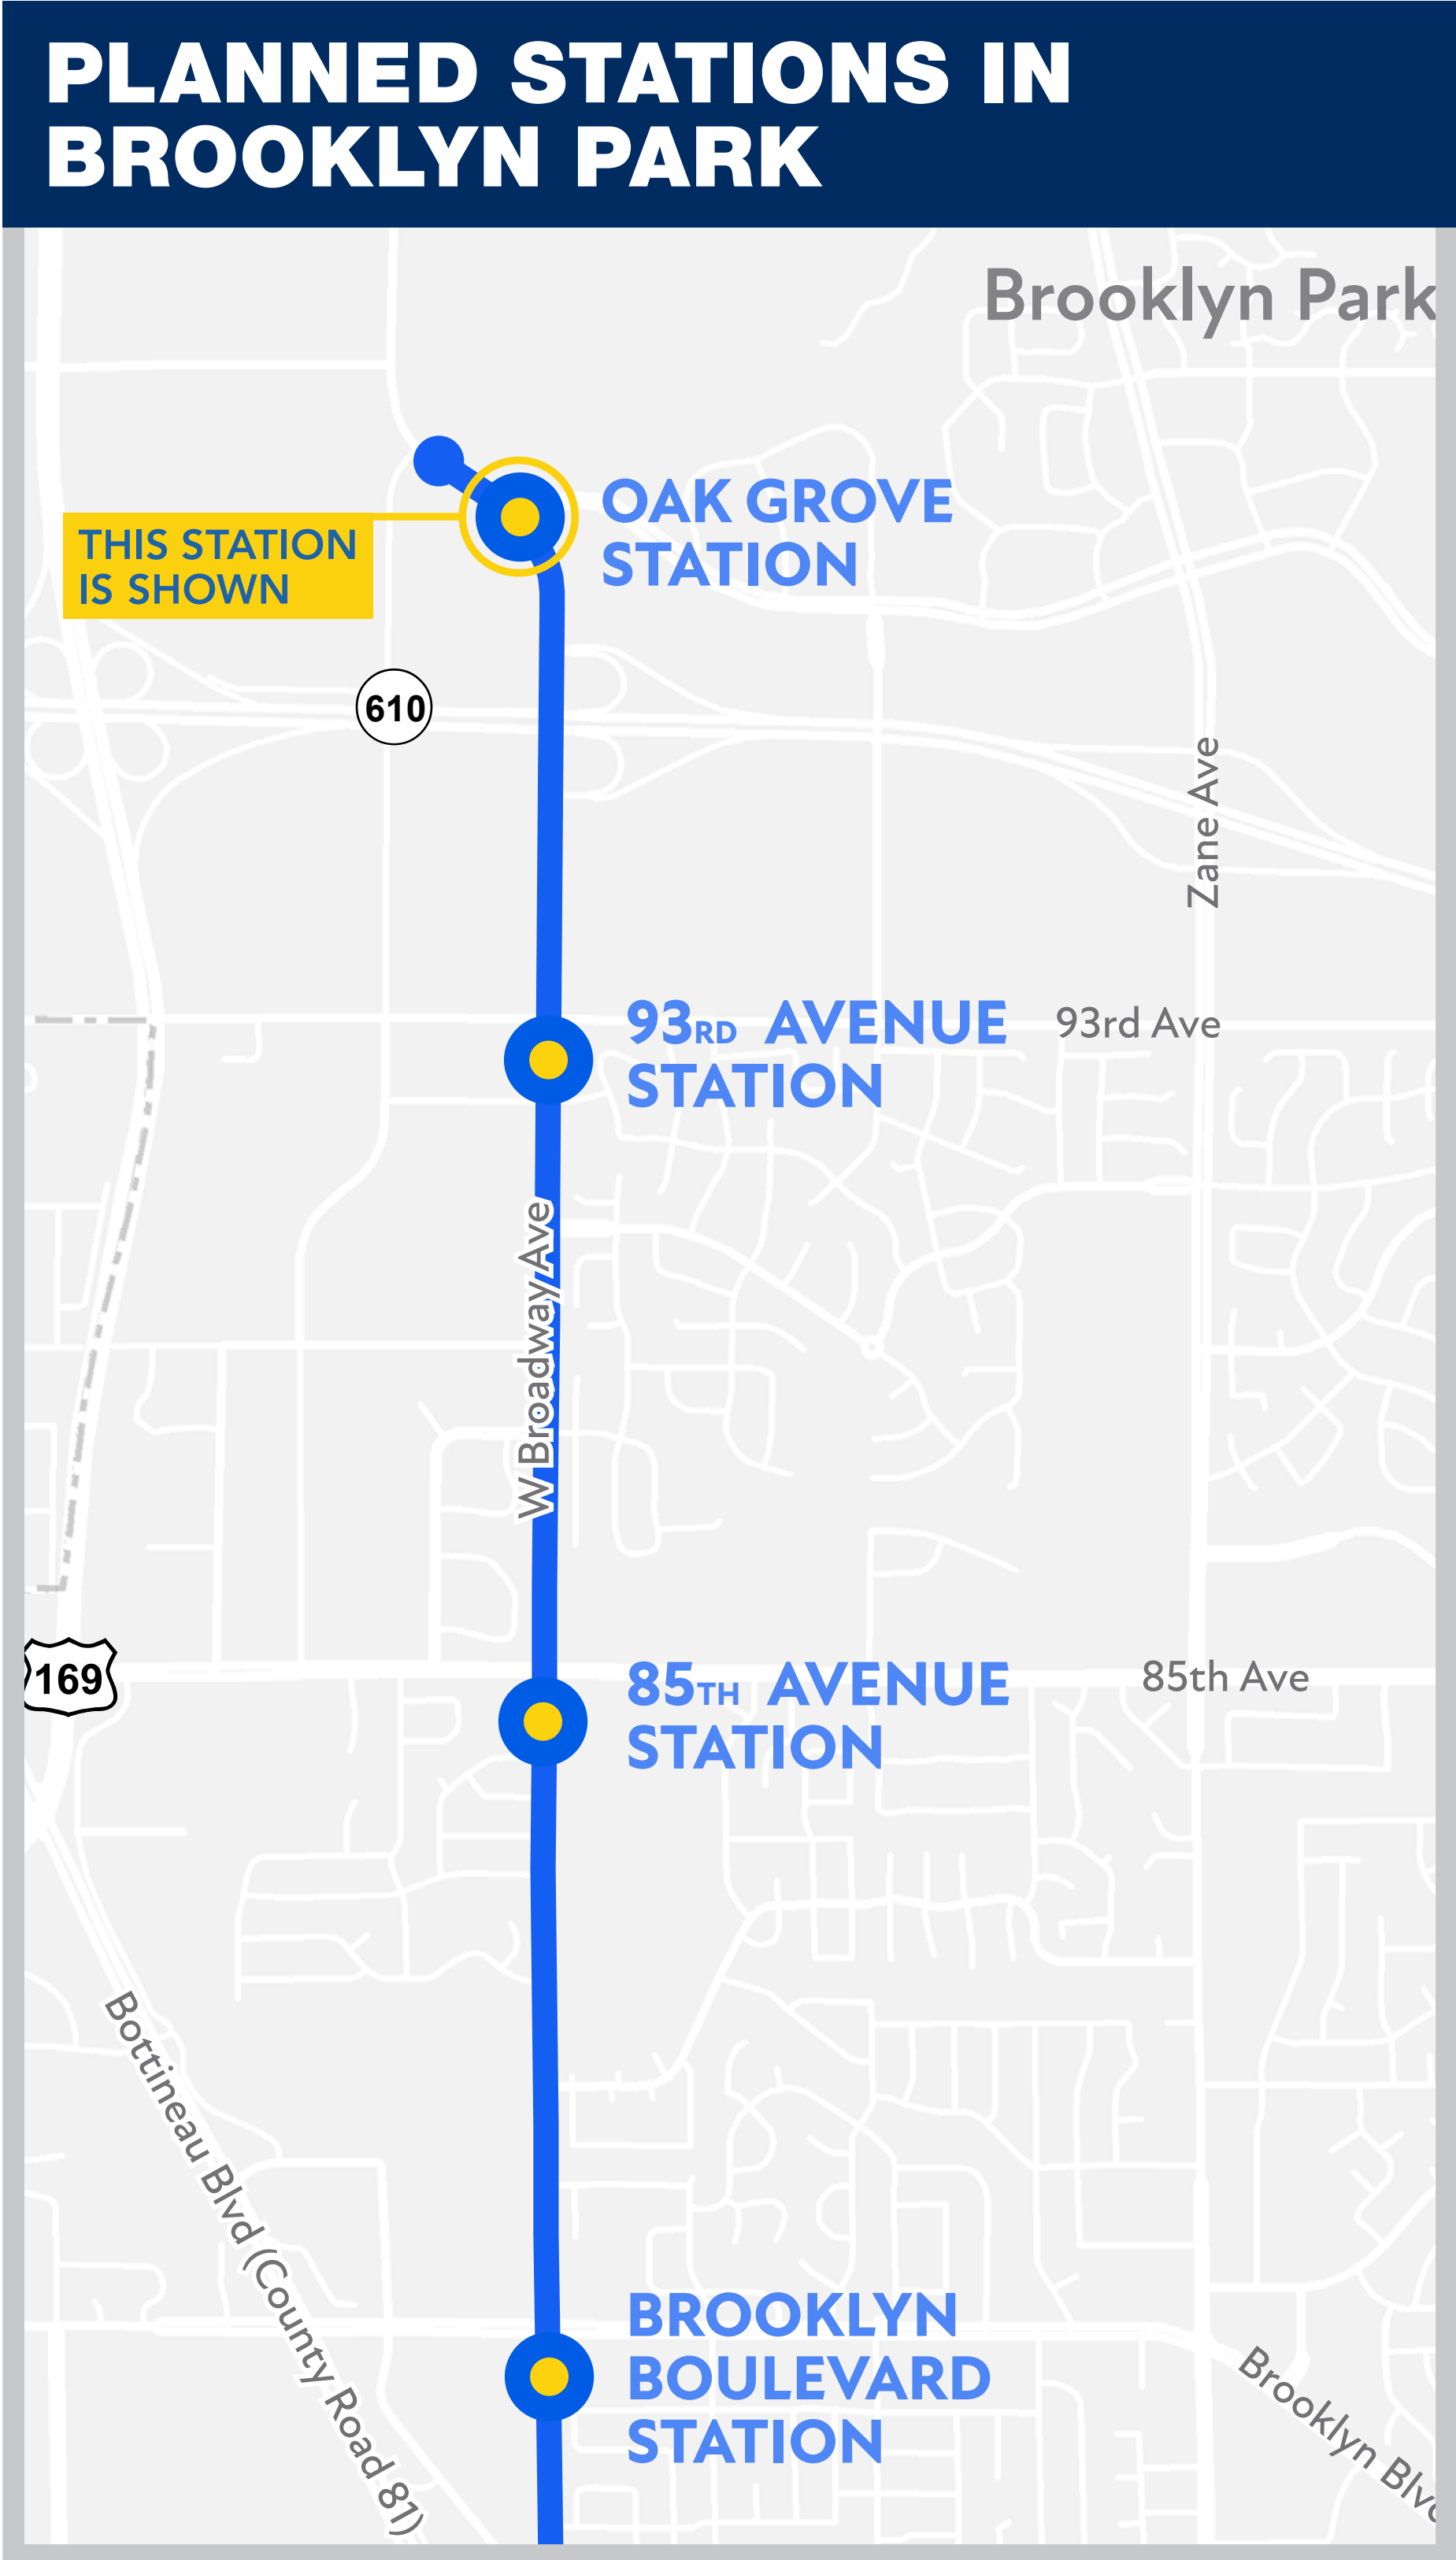 PLANNED STATIONS IN
BROOKLYN PARK
Brooklyn Park
OAK GROVE
STATION
THIS STATION
IS SHOWN
610
Zane Ave
93RD AVENUE
STATION
93rd Ave
W Broadway Ave
85TH AVENUE
STATION
85th Ave
169
Bottineau Blvd (County Road 81)
BROOKLYN
BOULEVARD
STATION
Brooklyn Blvd